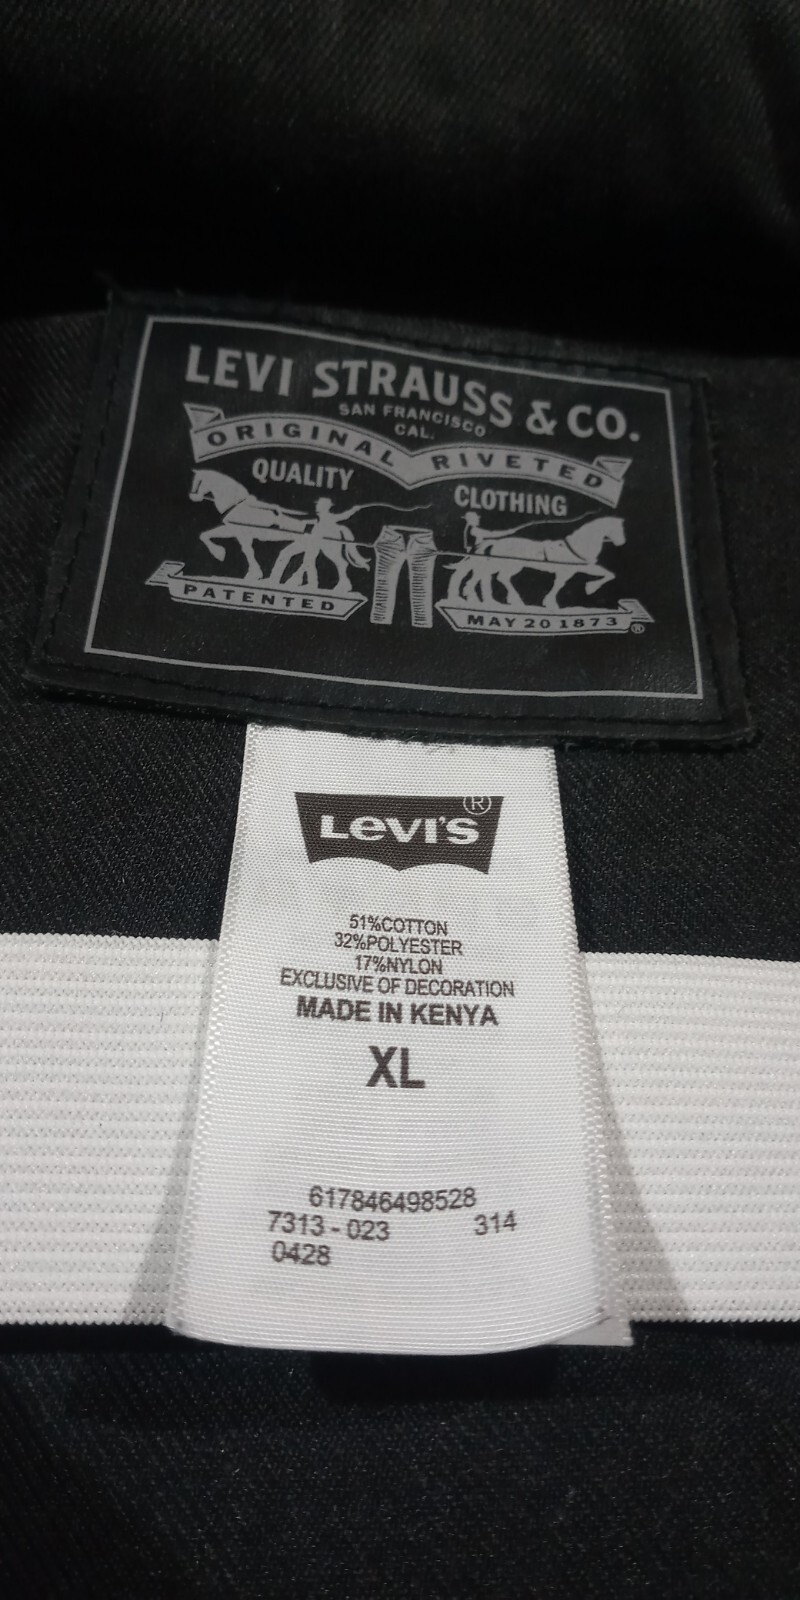 LEVI STRAUSS & CO.
SAN FRANCISCO
CAL.
ORIGINAL RIVETED
QUALITY CLOTHING
PATENTED MAY 20 1873 ®
LEVI'S ®
51%COTTON
32%POLYESTER
17%NYLON
EXCLUSIVE OF DECORATION
MADE IN KENYA
XL
617846498528
7313 - 023 314
0428